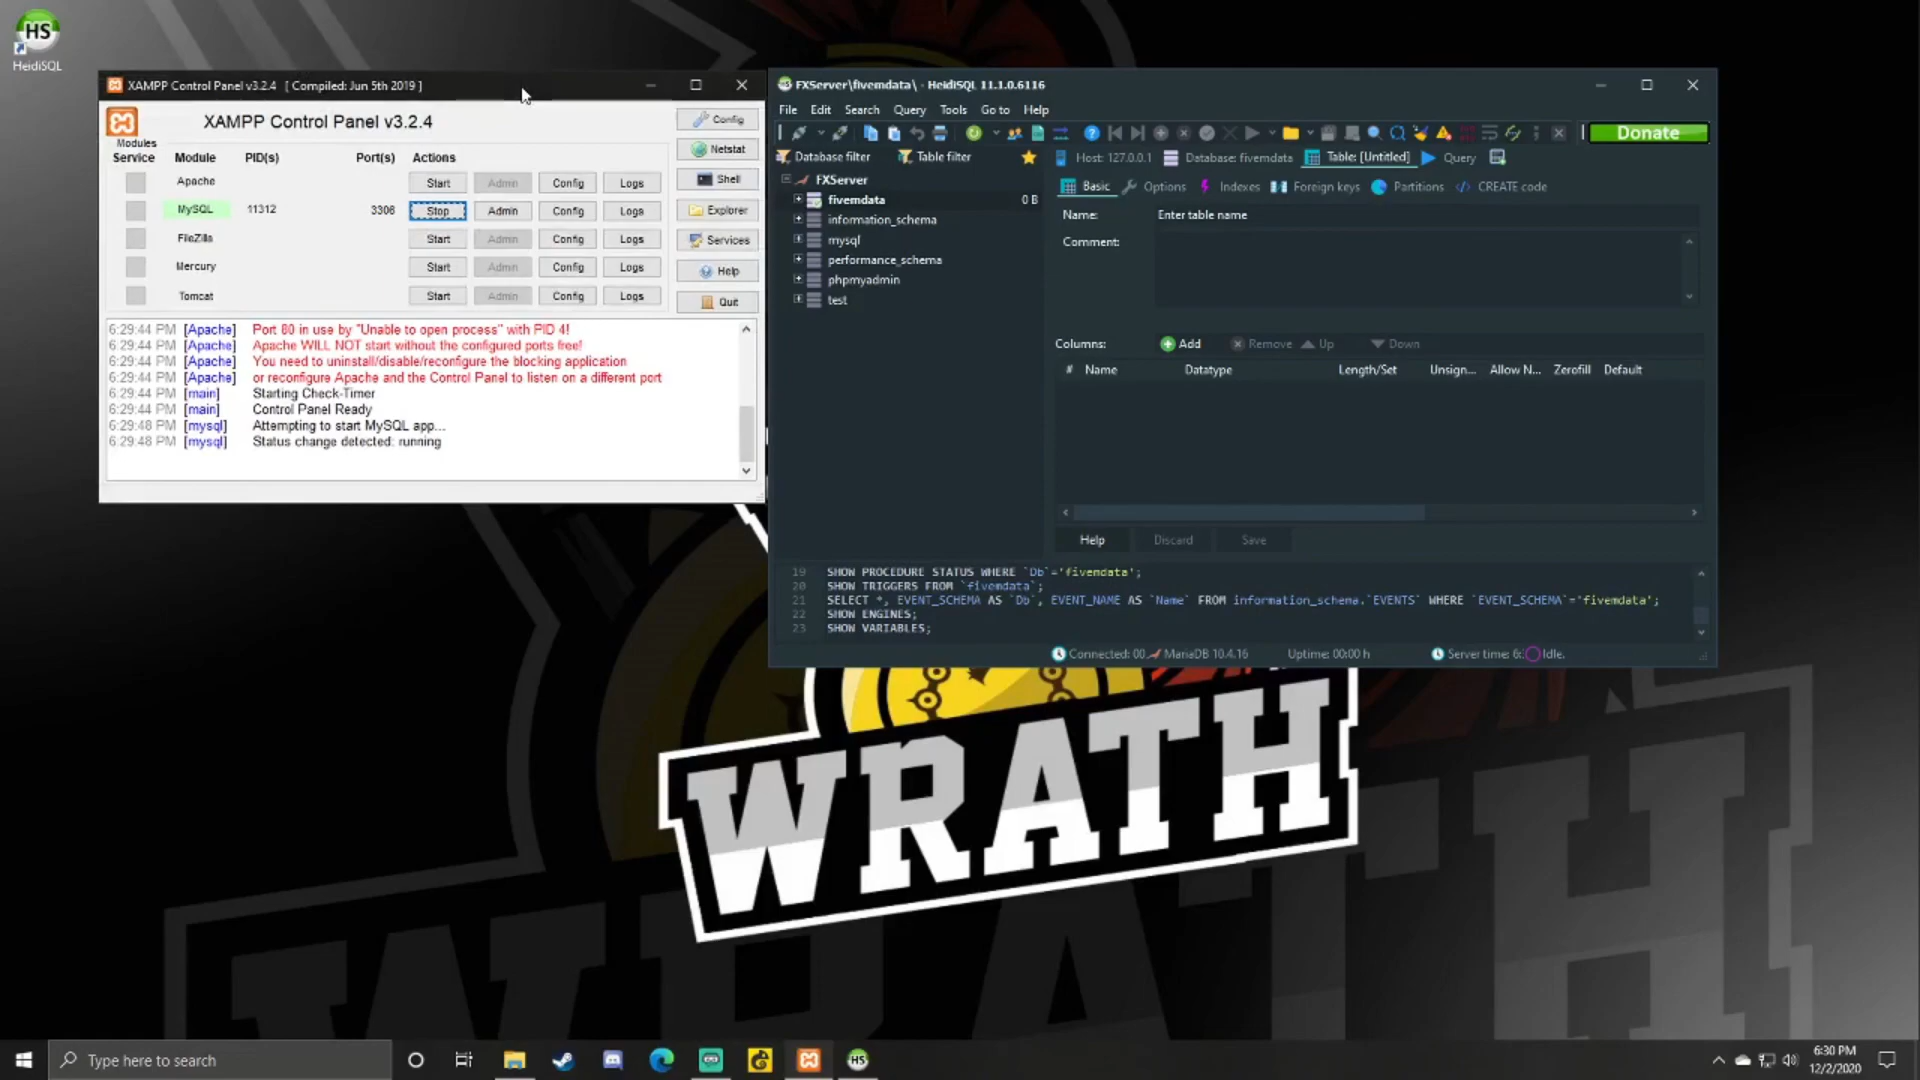 HeidiSQL
XAMPP Control Panel v3.2.4 [ Compiled: Jun 5th 2019 ]
XAMPP Control Panel v3.2.4
Config
Modules
Service Module PID(s) Port(s) Actions
Netstat
Apache Start Admin Config Logs
Shell
MySQL 11312 3306 Stop Admin Config Logs
Explorer
FileZilla Start Admin Config Logs
Services
Mercury Start Admin Config Logs
Help
Tomcat Start Admin Config Logs
Quit
6:29:44 PM [Apache] Port 80 in use by "Unable to open process" with PID 4!
6:29:44 PM [Apache] Apache WILL NOT start without the configured ports free!
6:29:44 PM [Apache] You need to uninstall/disable/reconfigure the blocking application
6:29:44 PM [Apache] or reconfigure Apache and the Control Panel to listen on a different port
6:29:44 PM [main] Starting Check-Timer
6:29:44 PM [main] Control Panel Ready
6:29:48 PM [mysql] Attempting to start MySQL app...
6:29:48 PM [mysql] Status change detected: running
FXServer\fivemdata\ - HeidiSQL 11.1.0.6116
File Edit Search Query Tools Go to Help
Donate
Database filter Table filter
Host: 127.0.0.1 Database: fivemdata Table: [Untitled] Query
FXServer
fivemdata 0 B
information_schema
mysql
performance_schema
phpmyadmin
test
Basic Options Indexes Foreign keys Partitions CREATE code
Name: Enter table name
Comment:
Columns: Add Remove Up Down
# Name Datatype Length/Set Unsign... Allow N... Zerofill Default
Help Discard Save
19 SHOW PROCEDURE STATUS WHERE `Db`='fivemdata';
20 SHOW TRIGGERS FROM `fivemdata`;
21 SELECT *, EVENT_SCHEMA AS `Db`, EVENT_NAME AS `Name` FROM information_schema.`EVENTS` WHERE `EVENT_SCHEMA`='fivemdata';
22 SHOW ENGINES;
23 SHOW VARIABLES;
Connected: 00. MariaDB 10.4.16 Uptime: 00:00 h Server time: 6: Idle.
WRATH
WRATH
Type here to search
HS
6:30 PM
12/2/2020